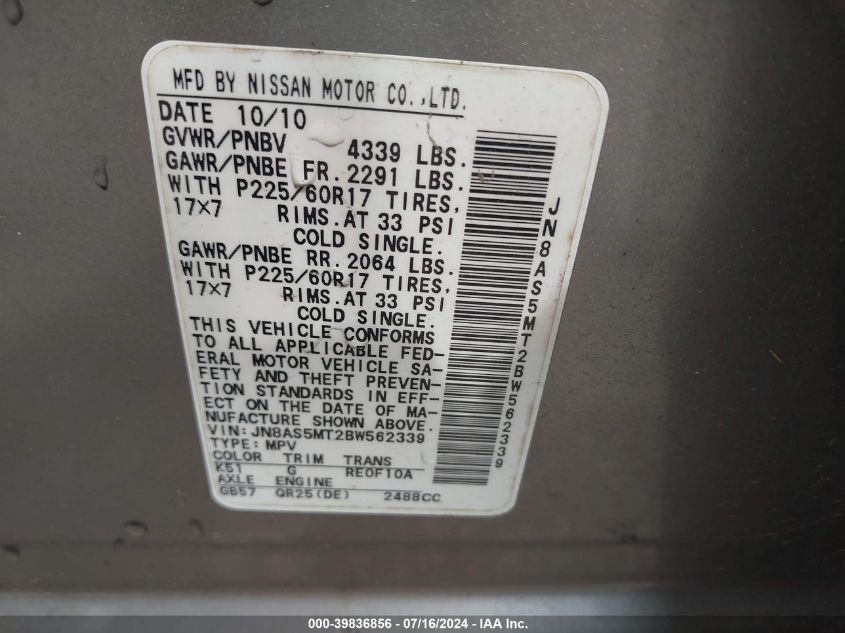 MFD BY NISSAN MOTOR CO.,LTD.
DATE 10/10
GVWR/PNBV 4339 LBS.
GAWR/PNBE FR. 2291 LBS.
WITH P225/60R17 TIRES,
17×7 RIMS.AT 33 PSI
COLD SINGLE.
GAWR/PNBE RR. 2064 LBS.
WITH P225/60R17 TIRES,
17×7 RIMS.AT 33 PSI
COLD SINGLE.
THIS VEHICLE CONFORMS
TO ALL APPLICABLE FED-
ERAL MOTOR VEHICLE SA-
FETY AND THEFT PREVEN-
TION STANDARDS IN EFF-
ECT ON THE DATE OF MA-
NUFACTURE SHOWN ABOVE.
VIN: JN8AS5MT2BW562339
TYPE: MPV
COLOR TRIM TRANS
K51 G RE0F10A
AXLE ENGINE
GB57 QR25(DE) 2488CC
JN8AS5MT2BW562339
000-39836856 - 07/16/2024 - IAA Inc.